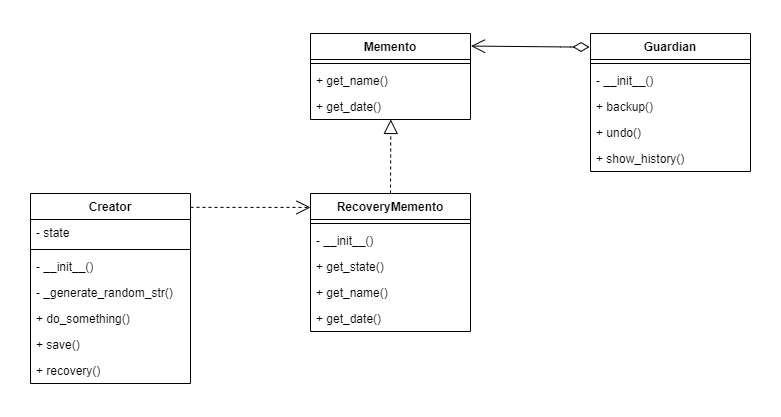 Memento
+ get_name()
+ get_date()
Guardian
- __init__()
+ backup()
+ undo()
+ show_history()
Creator
- state
- __init__()
- _generate_random_str()
+ do_something()
+ save()
+ recovery()
RecoveryMemento
- __init__()
+ get_state()
+ get_name()
+ get_date()